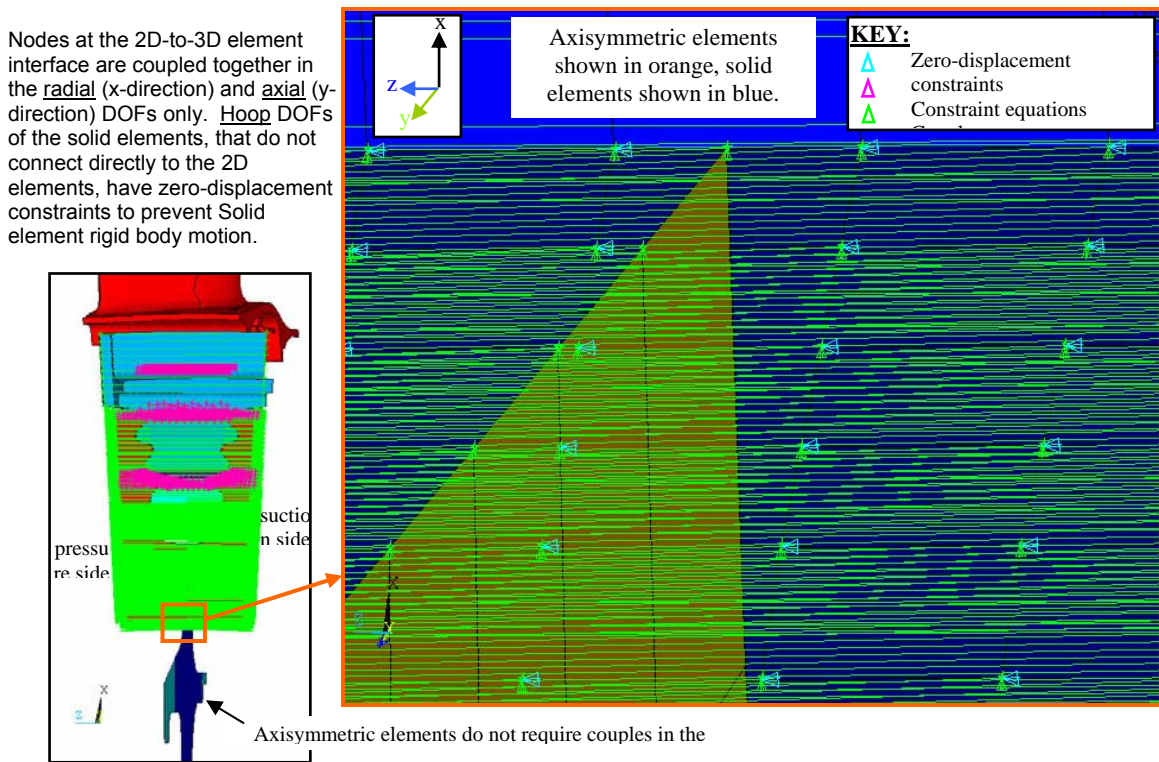 Nodes at the 2D-to-3D element
interface are coupled together in
the radial (x-direction) and axial (y-
direction) DOFs only. Hoop DOFs
of the solid elements, that do not
connect directly to the 2D
elements, have zero-displacement
constraints to prevent Solid
element rigid body motion.
x
z
y
Axisymmetric elements
shown in orange, solid
elements shown in blue.
KEY:
Zero-displacement
constraints
Constraint equations
suctio
n side
pressu
re side
X
Z
X
Y
Z
Axisymmetric elements do not require couples in the